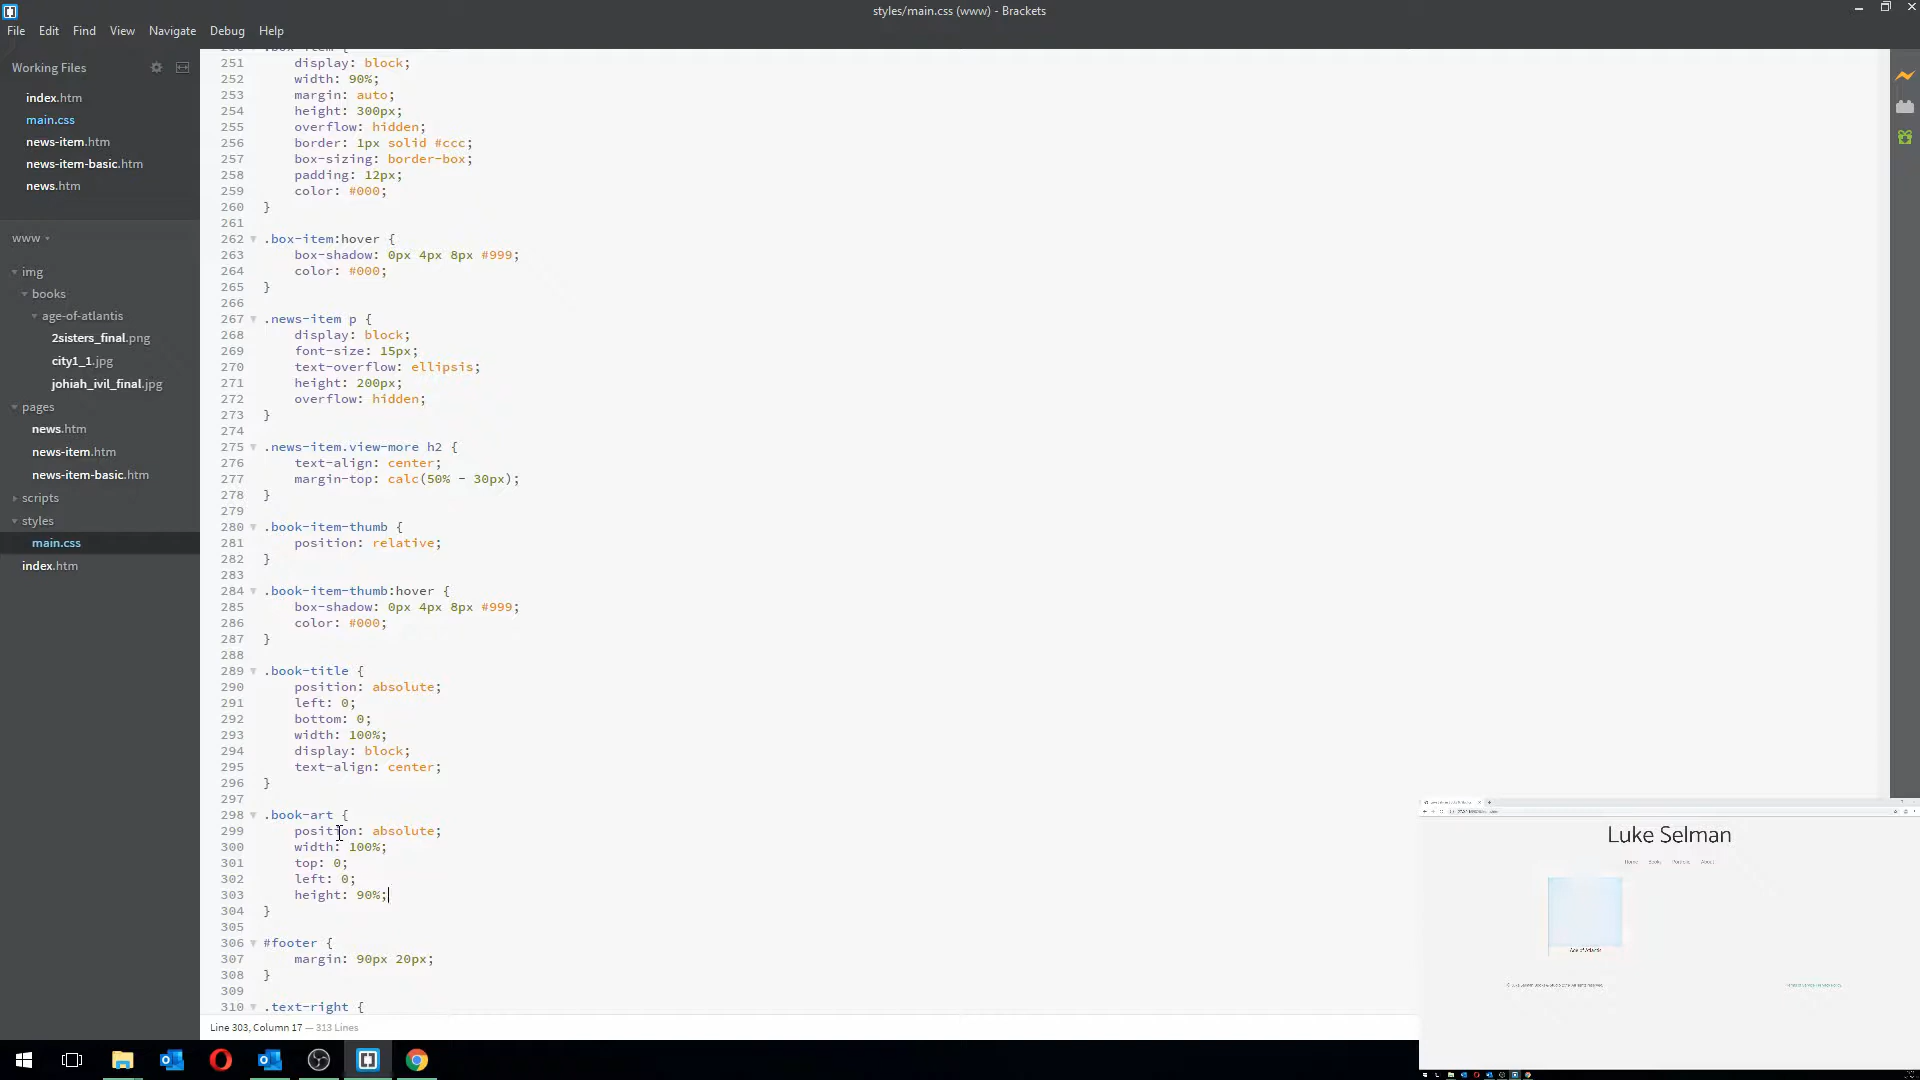 styles/main.css (www) - Brackets
File Edit Find View Navigate Debug Help
Working Files
index.htm
main.css
news-item.htm
news-item-basic.htm
news.htm
www
img
books
age-of-atlantis
2sisters_final.png
city1_1.jpg
johiah_ivil_final.jpg
pages
news.htm
news-item.htm
news-item-basic.htm
scripts
styles
main.css
index.htm
251 display: block;
252 width: 90%;
253 margin: auto;
254 height: 300px;
255 overflow: hidden;
256 border: 1px solid #ccc;
257 box-sizing: border-box;
258 padding: 12px;
259 color: #000;
260 }
261
262 .box-item:hover {
263 box-shadow: 0px 4px 8px #999;
264 color: #000;
265 }
266
267 .news-item p {
268 display: block;
269 font-size: 15px;
270 text-overflow: ellipsis;
271 height: 200px;
272 overflow: hidden;
273 }
274
275 .news-item.view-more h2 {
276 text-align: center;
277 margin-top: calc(50% - 30px);
278 }
279
280 .book-item-thumb {
281 position: relative;
282 }
283
284 .book-item-thumb:hover {
285 box-shadow: 0px 4px 8px #999;
286 color: #000;
287 }
288
289 .book-title {
290 position: absolute;
291 left: 0;
292 bottom: 0;
293 width: 100%;
294 display: block;
295 text-align: center;
296 }
297
298 .book-art {
299 position: absolute;
300 width: 100%;
301 top: 0;
302 left: 0;
303 height: 90%;
304 }
305
306 #footer {
307 margin: 90px 20px;
308 }
309
310 .text-right {
Line 303, Column 17 — 313 Lines
Luke Selman
Home Books Portfolio About
Age of Atlantis